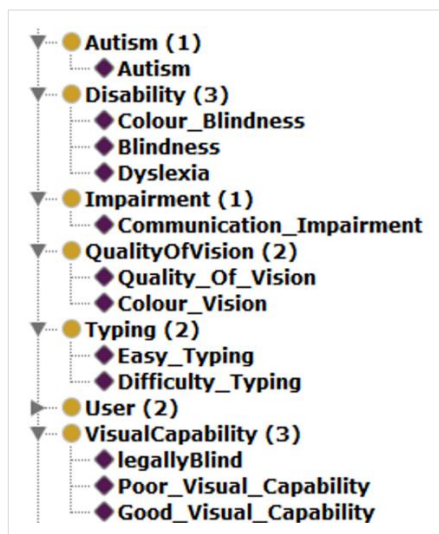 Autism (1)
Autism
Disability (3)
Colour_Blindness
Blindness
Dyslexia
Impairment (1)
Communication_Impairment
QualityOfVision (2)
Quality_Of_Vision
Colour_Vision
Typing (2)
Easy_Typing
Difficulty_Typing
User (2)
VisualCapability (3)
legallyBlind
Poor_Visual_Capability
Good_Visual_Capability